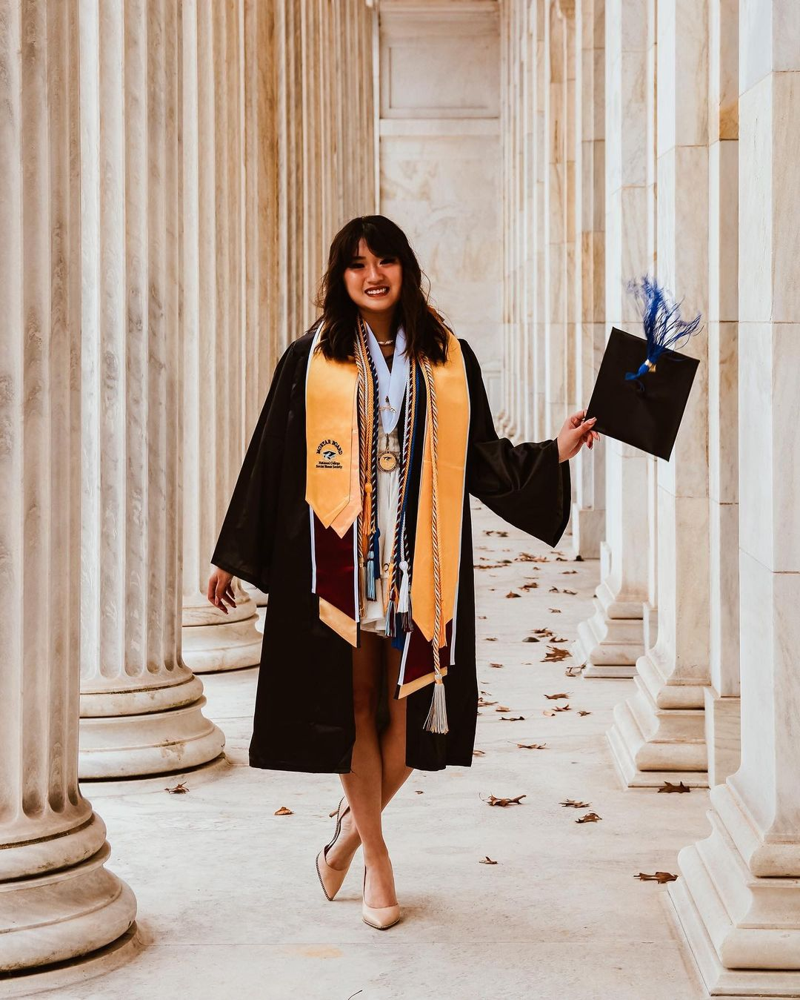 MORTAR BOARD
National College
Senior Honor Society